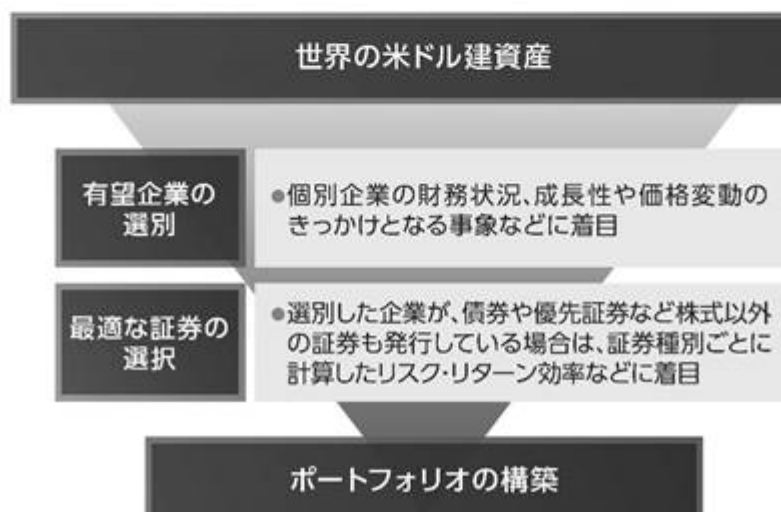 世界の米ドル建資産
有望企業の
選別
●個別企業の財務状況、成長性や価格変動の
きっかけとなる事象などに着目
最適な証券の
選択
●選別した企業が、債券や優先証券など株式以外
の証券も発行している場合は、証券種別ごとに
計算したリスク・リターン効率などに着目
ポートフォリオの構築